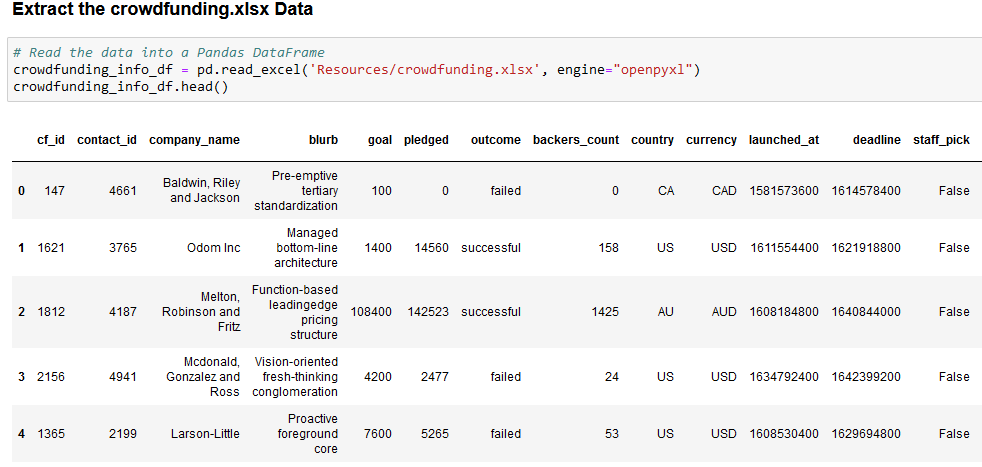 Extract the crowdfunding.xlsx Data
# Read the data into a Pandas DataFrame
crowdfunding_info_df = pd.read_excel('Resources/crowdfunding.xlsx', engine="openpyxl")
crowdfunding_info_df.head()
cf_id contact_id company_name blurb goal pledged outcome backers_count country currency launched_at deadline staff_pick
0 147 4661 Baldwin, Riley and Jackson Pre-emptive tertiary standardization 100 0 failed 0 CA CAD 1581573600 1614578400 False
1 1621 3765 Odom Inc Managed bottom-line architecture 1400 14560 successful 158 US USD 1611554400 1621918800 False
2 1812 4187 Melton, Robinson and Fritz Function-based leadingedge pricing structure 108400 142523 successful 1425 AU AUD 1608184800 1640844000 False
3 2156 4941 Mcdonald, Gonzalez and Ross Vision-oriented fresh-thinking conglomeration 4200 2477 failed 24 US USD 1634792400 1642399200 False
4 1365 2199 Larson-Little Proactive foreground core 7600 5265 failed 53 US USD 1608530400 1629694800 False